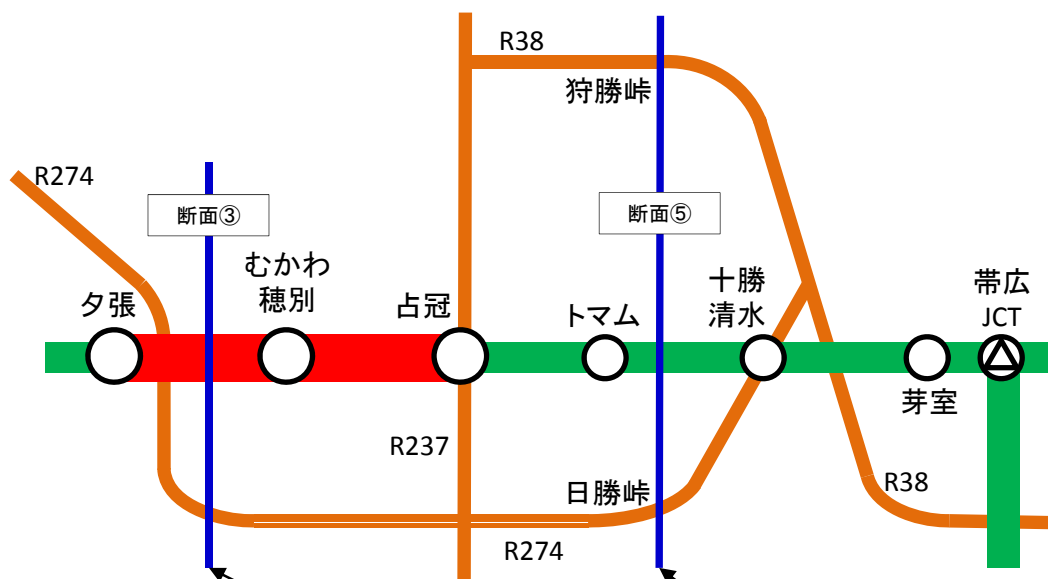 R38
狩勝峠
R274
断面③
断面⑤
むかわ
穂別
夕張
占冠
トマム
十勝
清水
帯広
JCT
芽室
R237
日勝峠
R38
R274